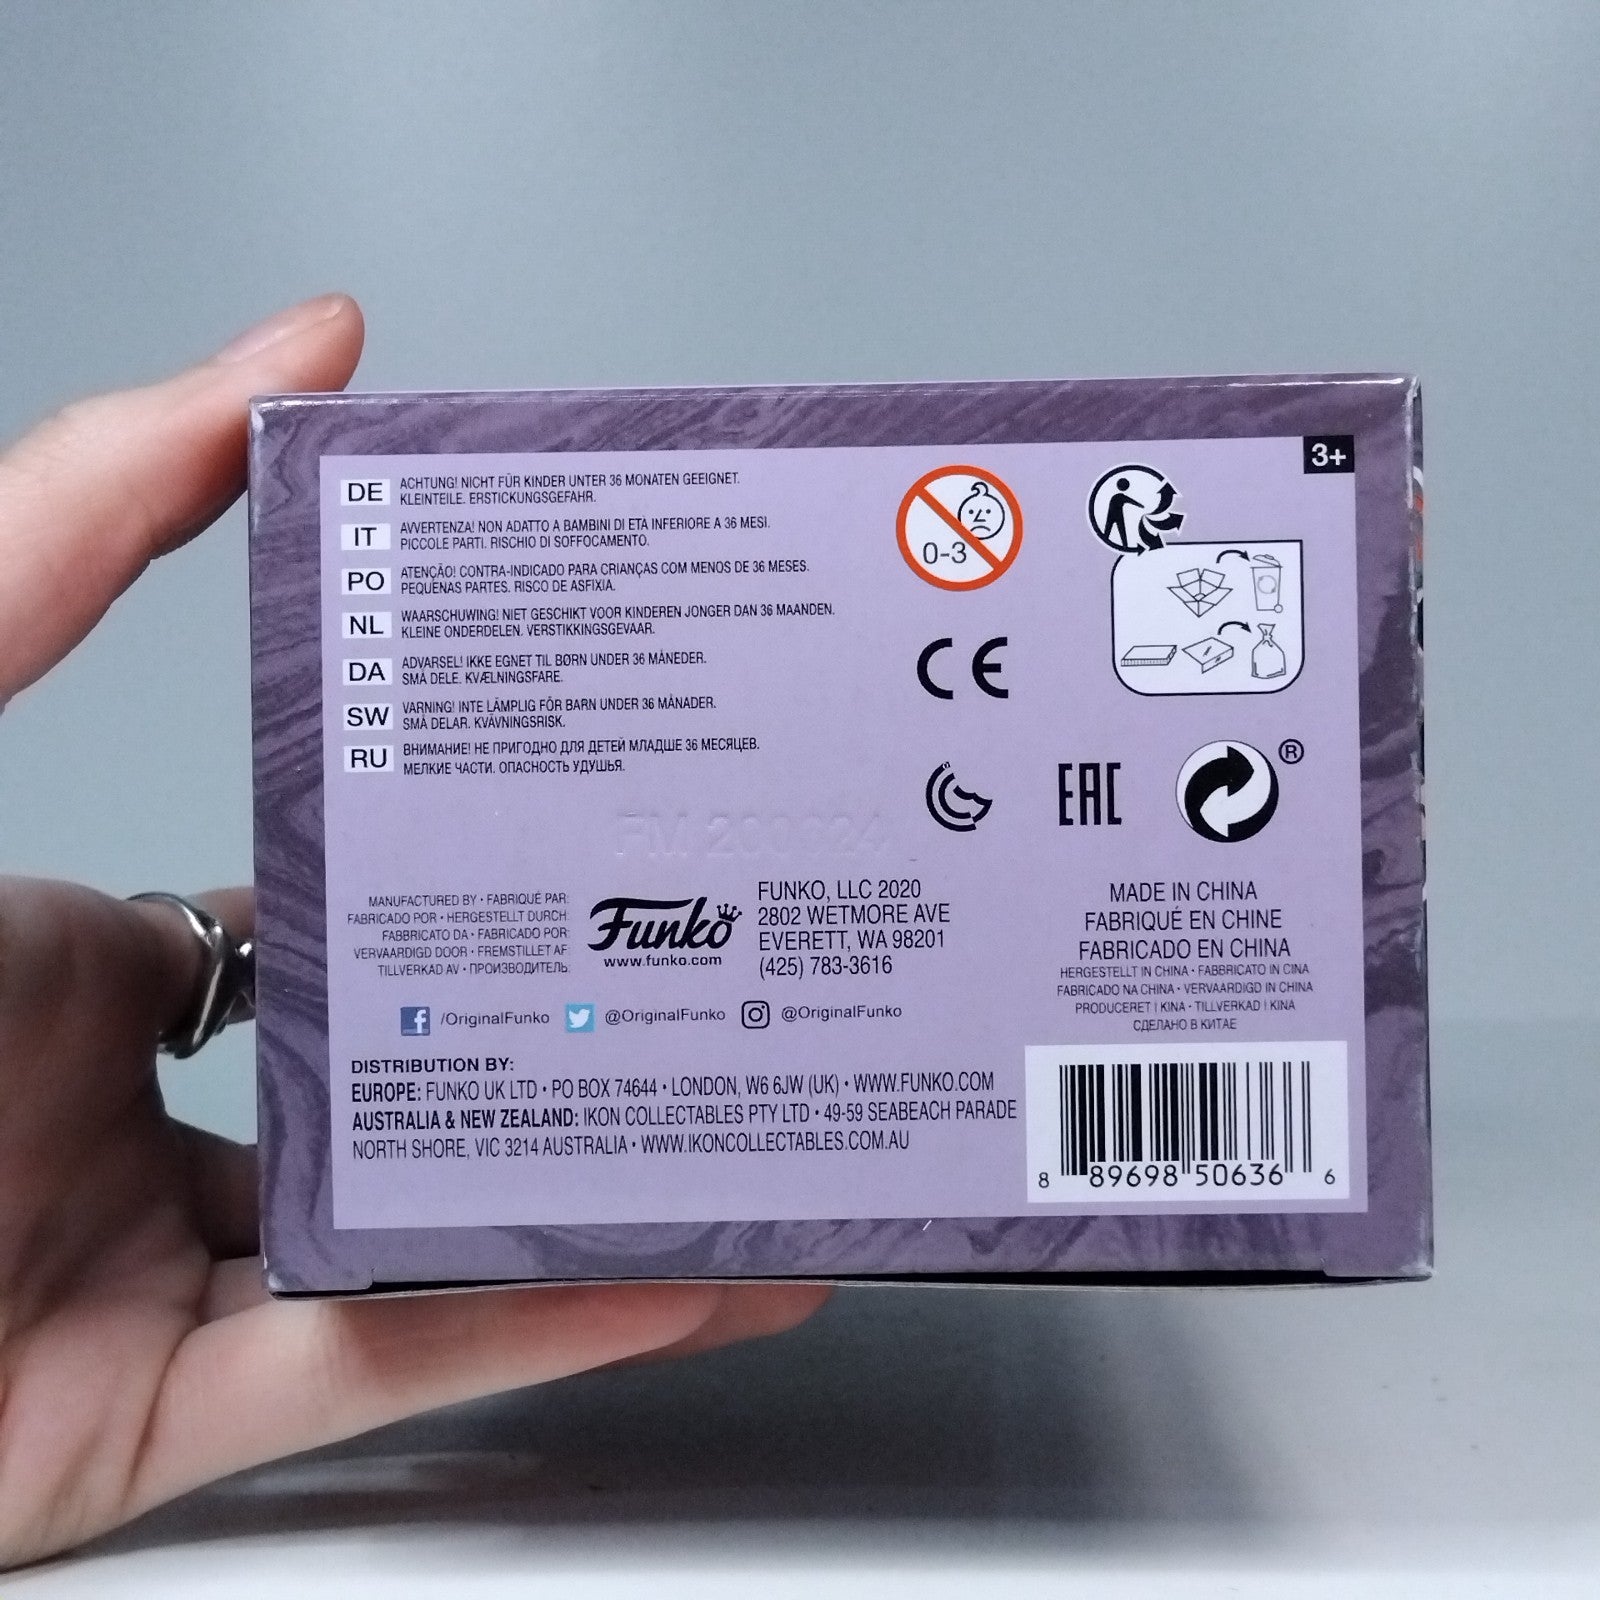 3+
DE ACHTUNG! NICHT FÜR KINDER UNTER 36 MONATEN GEEIGNET.
KLEINTEILE. ERSTICKUNGSGEFAHR.
IT AVVERTENZA! NON ADATTO A BAMBINI DI ETÀ INFERIORE A 36 MESI.
PICCOLE PARTI. RISCHIO DI SOFFOCAMENTO.
PO ATENÇÃO! CONTRA-INDICADO PARA CRIANÇAS COM MENOS DE 36 MESES.
PEQUENAS PARTES. RISCO DE ASFIXIA.
NL WAARSCHUWING! NIET GESCHIKT VOOR KINDEREN JONGER DAN 36 MAANDEN.
KLEINE ONDERDELEN. VERSTIKKINGSGEVAAR.
DA ADVARSEL! IKKE EGNET TIL BØRN UNDER 36 MÅNEDER.
SMÅ DELE. KVÆLNINGSFARE.
SW VARNING! INTE LÄMPLIG FÖR BARN UNDER 36 MÅNADER.
SMÅ DELAR. KVÄVNINGSRISK.
RU ВНИМАНИЕ! НЕ ПРИГОДНО ДЛЯ ДЕТЕЙ МЛАДШЕ 36 МЕСЯЦЕВ.
МЕЛКИЕ ЧАСТИ. ОПАСНОСТЬ УДУШЬЯ.
0-3
CE
EAC
®
MANUFACTURED BY • FABRIQUÉ PAR:
FABRICADO POR • HERGESTELLT DURCH:
FABBRICATO DA • FABRICADO POR:
VERVAARDIGD DOOR • FREMSTILLET AF:
TILLVERKAD AV • ПРОИЗВОДИТЕЛЬ:
Funko
www.funko.com
FUNKO, LLC 2020
2802 WETMORE AVE
EVERETT, WA 98201
(425) 783-3616
MADE IN CHINA
FABRIQUÉ EN CHINE
FABRICADO EN CHINA
HERGESTELLT IN CHINA • FABBRICATO IN CINA
FABRICADO NA CHINA • VERVAARDIGD IN CHINA
PRODUCERET I KINA • TILLVERKAD I KINA
СДЕЛАНО В КИТАЕ
f /OriginalFunko @OriginalFunko @OriginalFunko
DISTRIBUTION BY:
EUROPE: FUNKO UK LTD • PO BOX 74644 • LONDON, W6 6JW (UK) • WWW.FUNKO.COM
AUSTRALIA & NEW ZEALAND: IKON COLLECTABLES PTY LTD • 49-59 SEABEACH PARADE
NORTH SHORE, VIC 3214 AUSTRALIA • WWW.IKONCOLLECTABLES.COM.AU
8 89698 50636 6